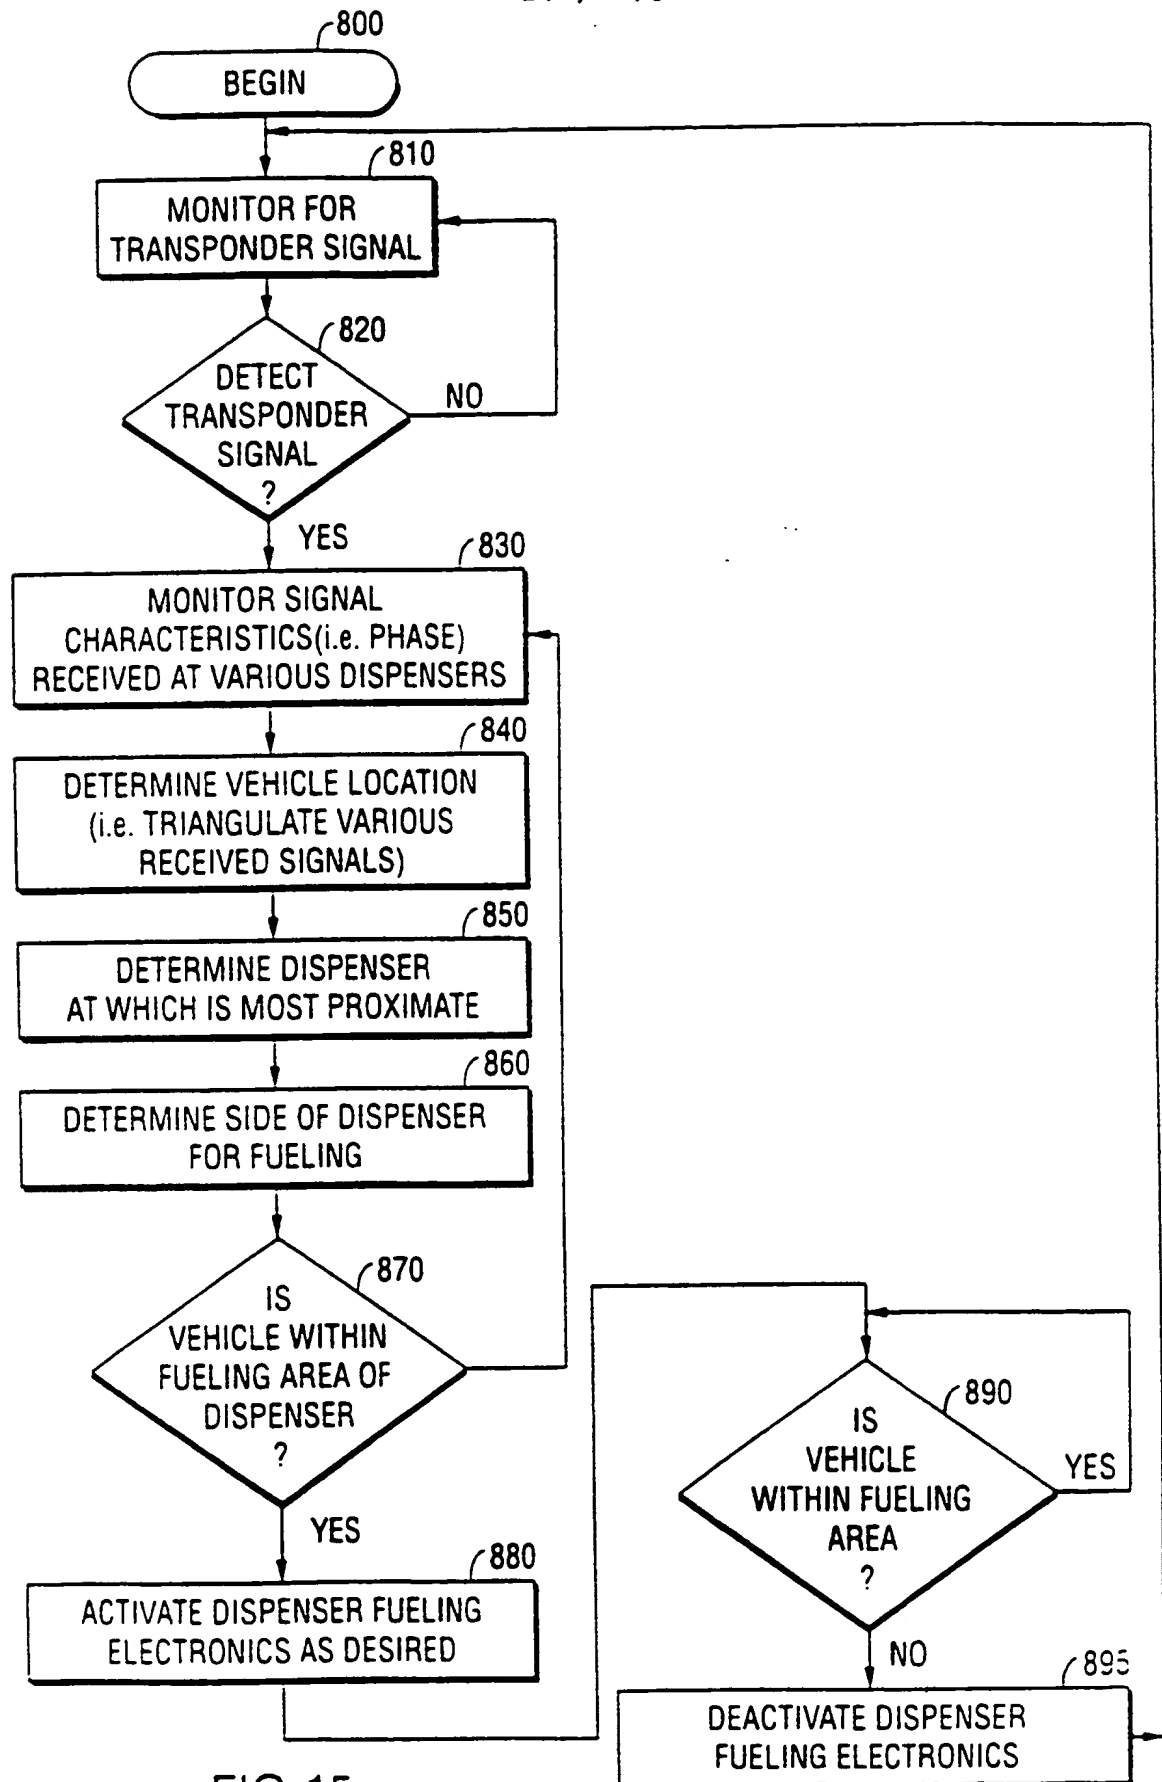 800
BEGIN
810
MONITOR FOR
TRANSPONDER SIGNAL
820
DETECT
TRANSPONDER
SIGNAL
?
NO
YES
830
MONITOR SIGNAL
CHARACTERISTICS(i.e. PHASE)
RECEIVED AT VARIOUS DISPENSERS
840
DETERMINE VEHICLE LOCATION
(i.e. TRIANGULATE VARIOUS
RECEIVED SIGNALS)
850
DETERMINE DISPENSER
AT WHICH IS MOST PROXIMATE
860
DETERMINE SIDE OF DISPENSER
FOR FUELING
870
IS
VEHICLE WITHIN
FUELING AREA OF
DISPENSER
?
YES
880
ACTIVATE DISPENSER FUELING
ELECTRONICS AS DESIRED
890
IS
VEHICLE
WITHIN FUELING
AREA
?
YES
NO
895
DEACTIVATE DISPENSER
FUELING ELECTRONICS
FIG. 15